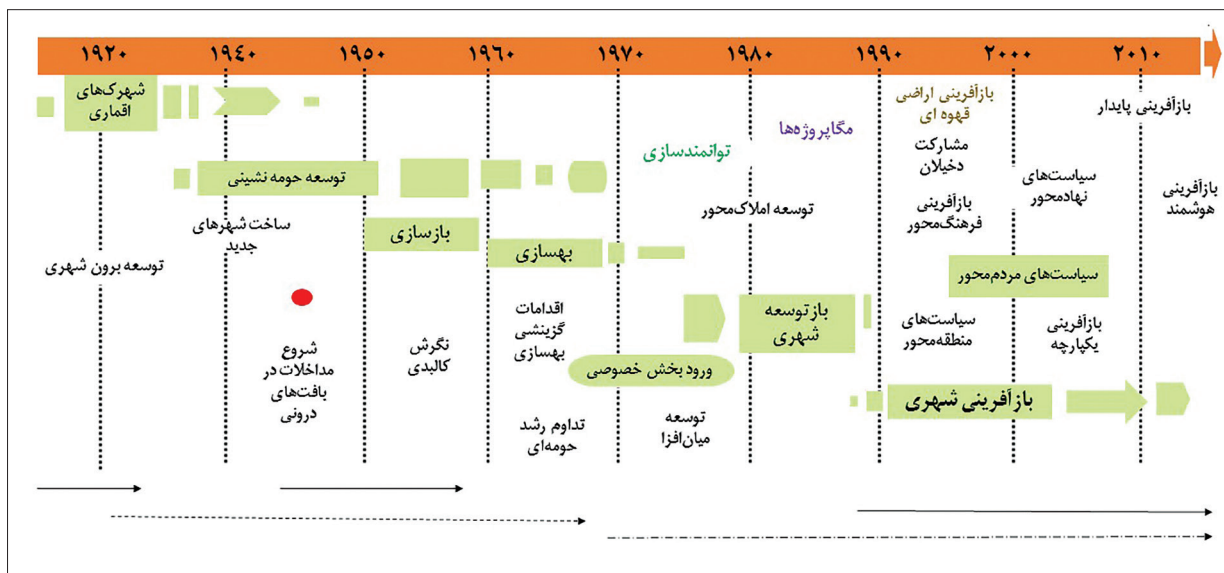 ۱۹۲۰
۱۹٤۰
۱۹۵۰
۱۹۶۰
۱۹۷۰
۱۹۸۰
۱۹۹۰
۲۰۰۰
۲۰۱۰
شهرک‌های
اقماری
توسعه برون شهری
توسعه حومه نشینی
ساخت شهرهای
جدید
شروع
مداخلات در
بافت‌های
درونی
بازسازی
نگرش
کالبدی
بهسازی
اقدامات
گزینشی
بهسازی
تداوم رشد
حومه‌ای
توانمندسازی
ورود بخش خصوصی
توسعه
میان‌افزا
مگاپروژه‌ها
توسعه املاک‌محور
بازتوسعه
شهری
بازآفرینی اراضی
قهوه ای
مشارکت
دخیلان
بازآفرینی
فرهنگ‌محور
سیاست‌های
منطقه‌محور
بازآفرینی شهری
سیاست‌های
نهادمحور
سیاست‌های مردم‌محور
بازآفرینی
یکپارچه
بازآفرینی پایدار
بازآفرینی
هوشمند